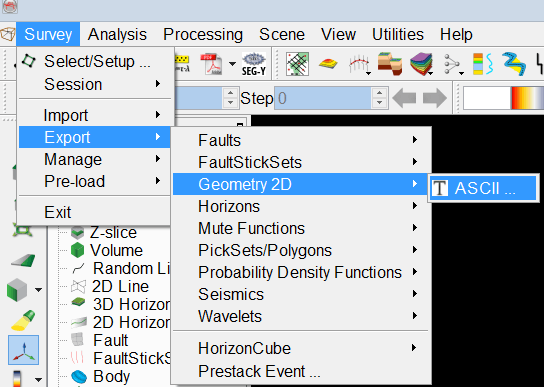 Survey Analysis Processing Scene View Utilities Help
Select/Setup ...
SEG-Y
Session
Step 0
Import
Export
Manage
Pre-load
Exit
Faults
FaultStickSets
Geometry 2D
ASCII ...
Horizons
Mute Functions
PickSets/Polygons
Probability Density Functions
Seismics
Wavelets
HorizonCube
Prestack Event ...
Z-slice
Volume
Random Li
2D Line
3D Horizon
2D Horizon
Fault
FaultStickS
Body